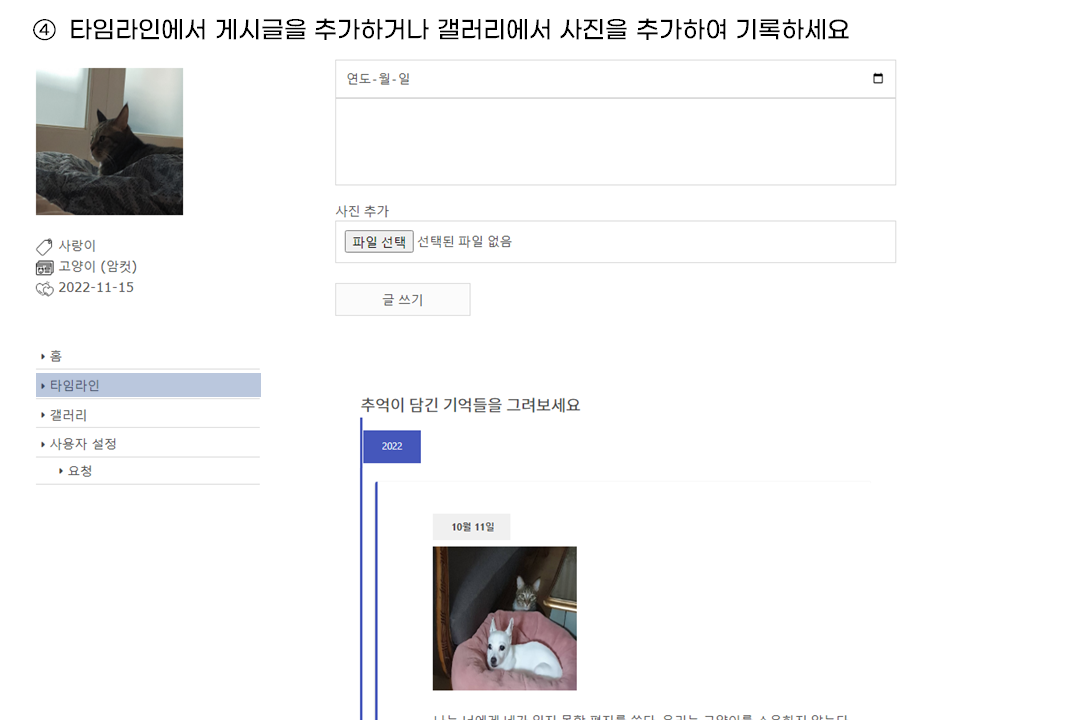 ④ 타임라인에서 게시글을 추가하거나 갤러리에서 사진을 추가하여 기록하세요
연도-월-일
사진 추가
파일 선택 선택된 파일 없음
글 쓰기
사랑이
고양이 (암컷)
2022-11-15
홈
타임라인
갤러리
사용자 설정
요청
추억이 담긴 기억들을 그려보세요
2022
10월 11일